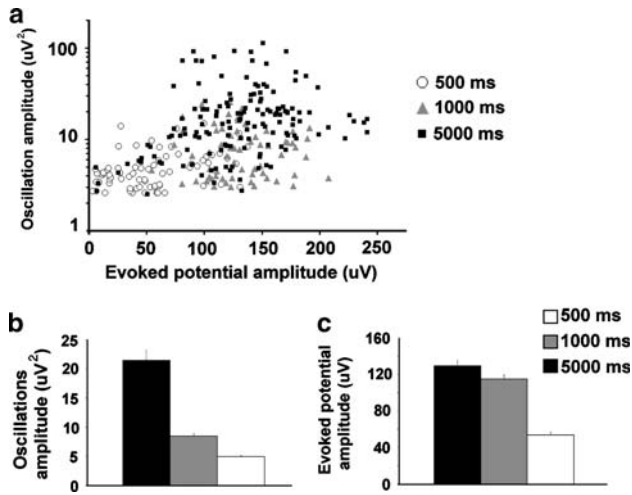 a
Oscillation amplitude (uV²)
100
10
1
0 50 100 150 200 250
Evoked potential amplitude (uV)
500 ms
1000 ms
5000 ms
b
Oscillations
amplitude (uV²)
25
20
15
10
5
0
c
Evoked potential
amplitude (uV)
160
120
80
40
0
500 ms
1000 ms
5000 ms